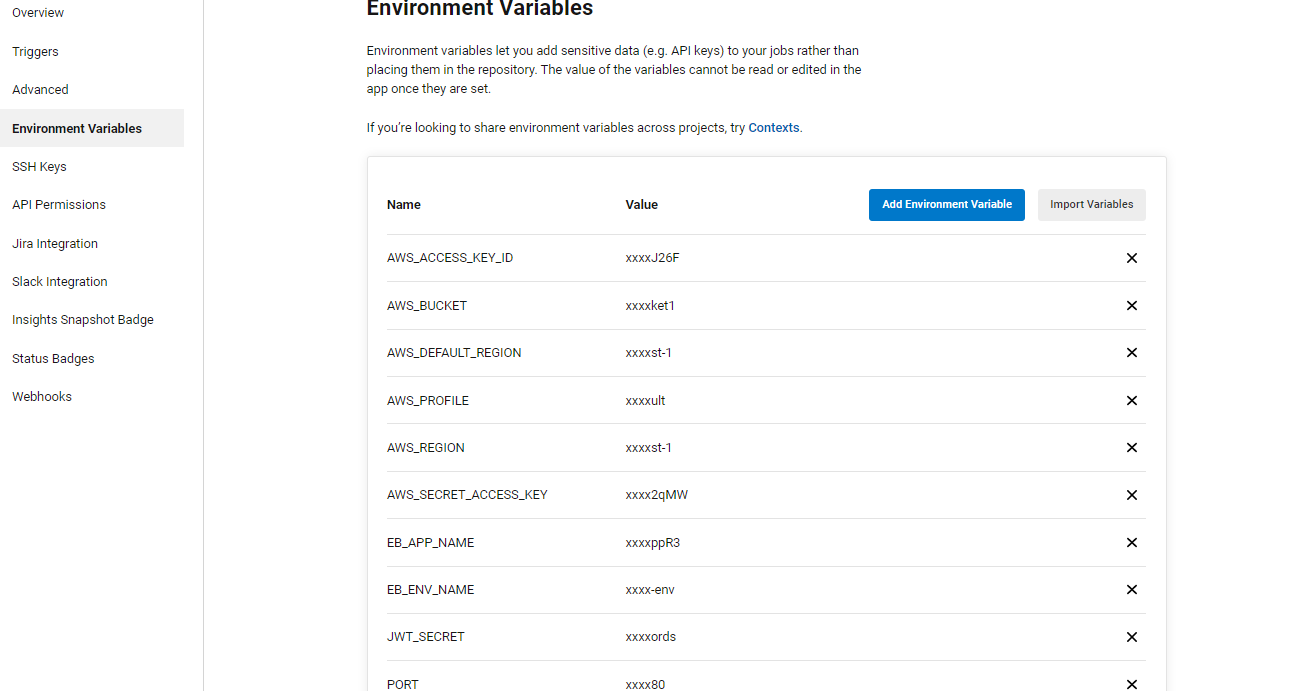 Overview
Triggers
Advanced
Environment Variables
SSH Keys
API Permissions
Jira Integration
Slack Integration
Insights Snapshot Badge
Status Badges
Webhooks
Environment Variables
Environment variables let you add sensitive data (e.g. API keys) to your jobs rather than
placing them in the repository. The value of the variables cannot be read or edited in the
app once they are set.
If you're looking to share environment variables across projects, try Contexts.
Name Value Add Environment Variable Import Variables
AWS_ACCESS_KEY_ID xxxxJ26F
AWS_BUCKET xxxxket1
AWS_DEFAULT_REGION xxxxst-1
AWS_PROFILE xxxxult
AWS_REGION xxxxst-1
AWS_SECRET_ACCESS_KEY xxxx2qMW
EB_APP_NAME xxxxppR3
EB_ENV_NAME xxxx-env
JWT_SECRET xxxxords
PORT xxxx80